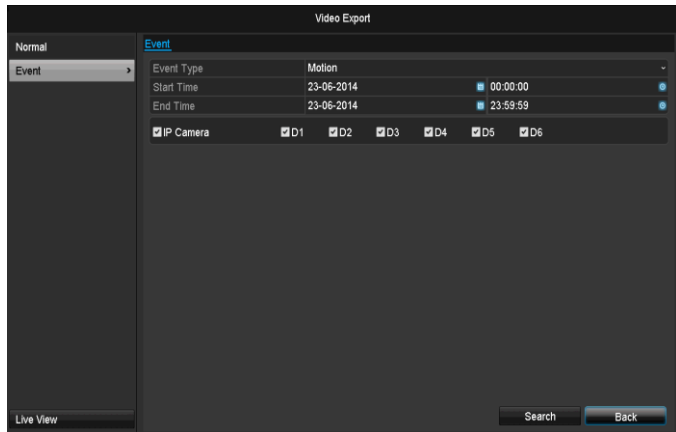 Video Export
Normal
Event
Event
Event Type Motion
Start Time 23-06-2014 00:00:00
End Time 23-06-2014 23:59:59
IP Camera D1 D2 D3 D4 D5 D6
Live View
Search Back